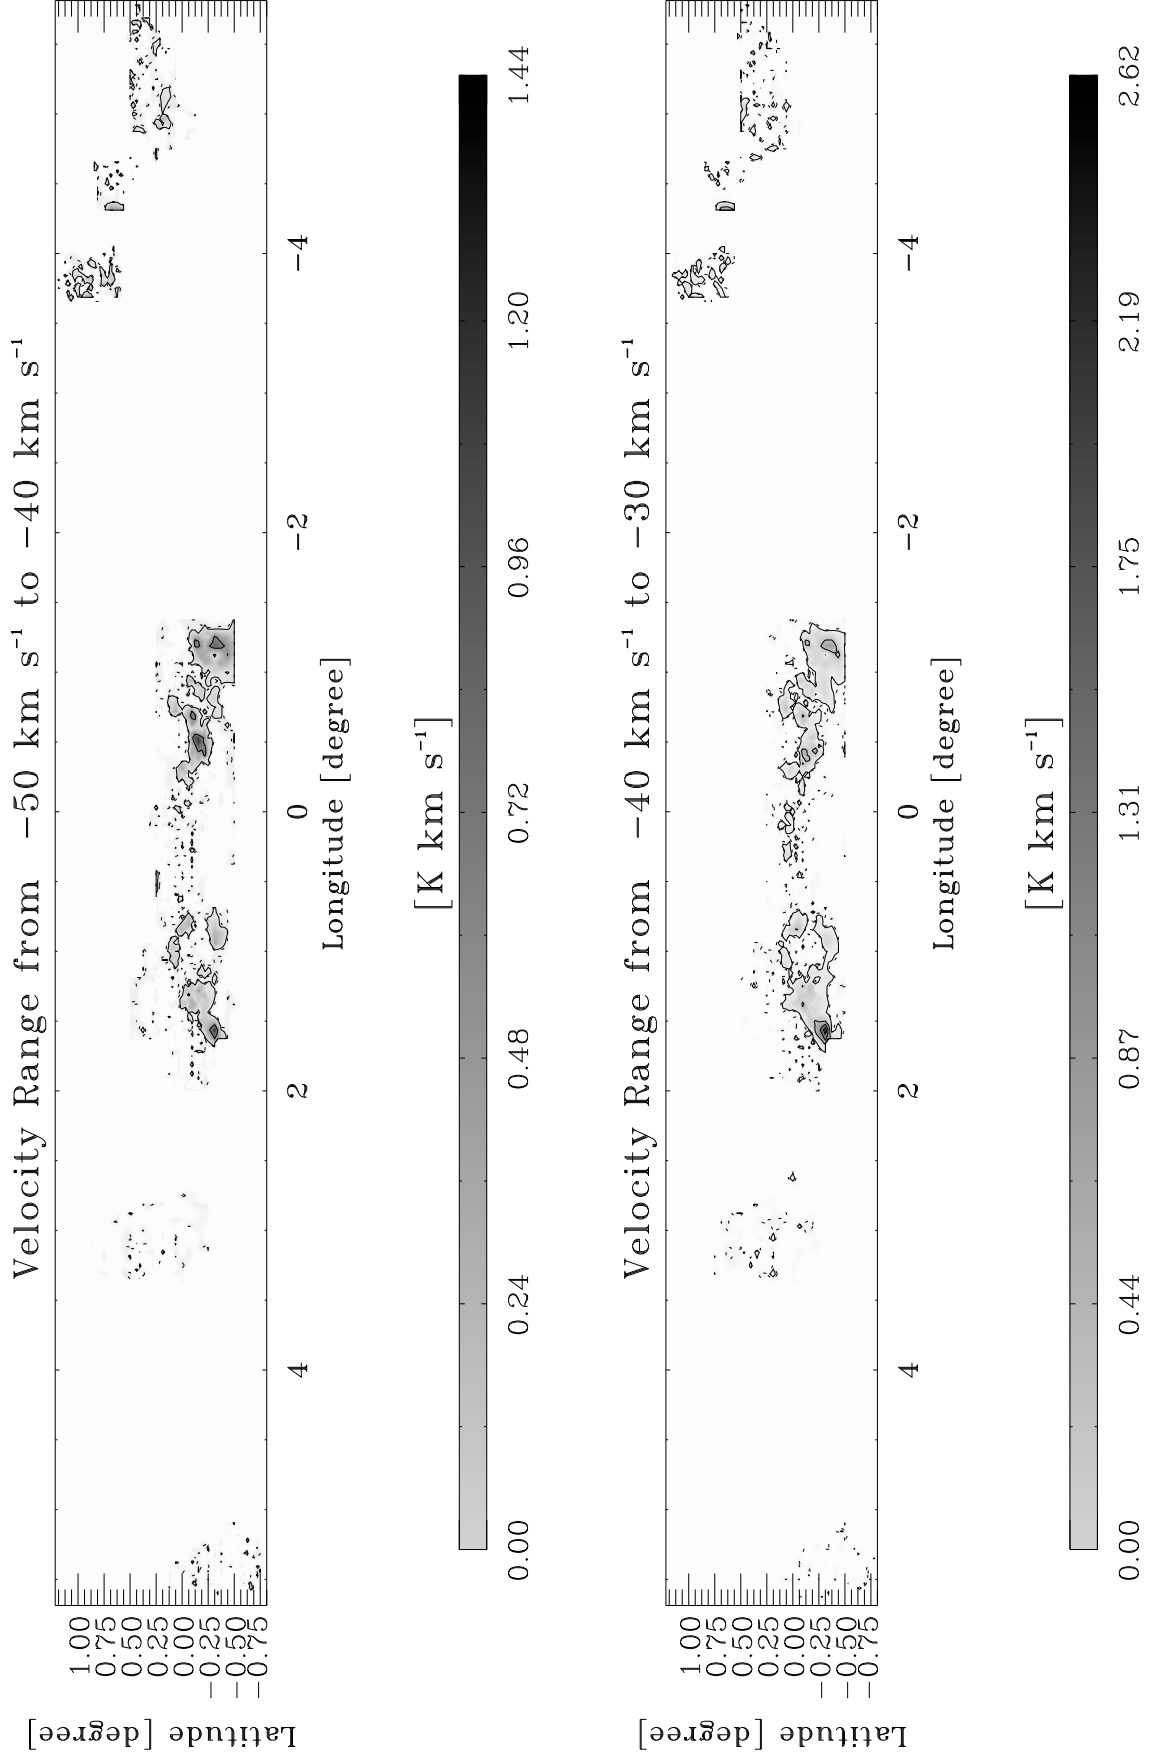 Velocity Range from −50 km s⁻¹ to −40 km s⁻¹
1.00
0.75
0.50
0.25
0.00
−0.25
−0.50
−0.75
Latitude [degree]
4 2 0 −2 −4
Longitude [degree]
[K km s⁻¹]
0.00 0.24 0.48 0.72 0.96 1.20 1.44
Velocity Range from −40 km s⁻¹ to −30 km s⁻¹
1.00
0.75
0.50
0.25
0.00
−0.25
−0.50
−0.75
Latitude [degree]
4 2 0 −2 −4
Longitude [degree]
[K km s⁻¹]
0.00 0.44 0.87 1.31 1.75 2.19 2.62